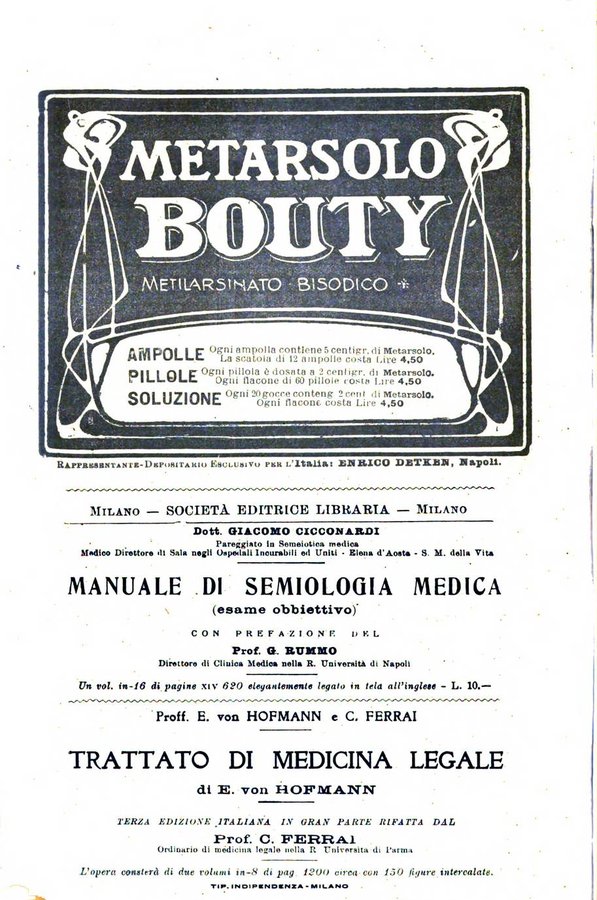 METARSOLO
BOUTY
METILARSINATO BISODICO *
AMPOLLE Ogni ampolla contiene 5 centigr. di Metarsolo.
La scatola di 12 ampolle costa Lire 4,50
PILLOLE Ogni pillola è dosata a 2 centigr. di Metarsolo.
Ogni flacone di 60 pillole costa Lire 4,50
SOLUZIONE Ogni 20 gocce conteng 2 cent di Metarsolo.
Ogni flacone costa Lire 4,50
RAPPRESENTANTE-DEPOSITARIO ESCLUSIVO PER L'Italia: ENRICO DETKEN, Napoli.
MILANO — SOCIETÀ EDITRICE LIBRARIA — MILANO
Dott. GIACOMO CICCONARDI
Pareggiato in Semeiotica medica
Medico Direttore di Sala negli Ospedali Incurabili ed Uniti - Elena d'Aosta - S. M. della Vita
MANUALE DI SEMIOLOGIA MEDICA
(esame obbiettivo)
CON PREFAZIONE DEL
Prof. G. RUMMO
Direttore di Clinica Medica nella R. Università di Napoli
Un vol. in-16 di pagine XIV 620 elegantemente legato in tela all'inglese - L. 10.—
Proff. E. von HOFMANN e C. FERRAI
TRATTATO DI MEDICINA LEGALE
di E. von HOFMANN
TERZA EDIZIONE ITALIANA IN GRAN PARTE RIFATTA DAL
Prof. C. FERRAI
Ordinario di medicina legale nella R Università di Parma
L'opera consterà di due volumi in-8 di pag 1200 circa con 150 figure intercalate.
TIP. INDIPENDENZA - MILANO